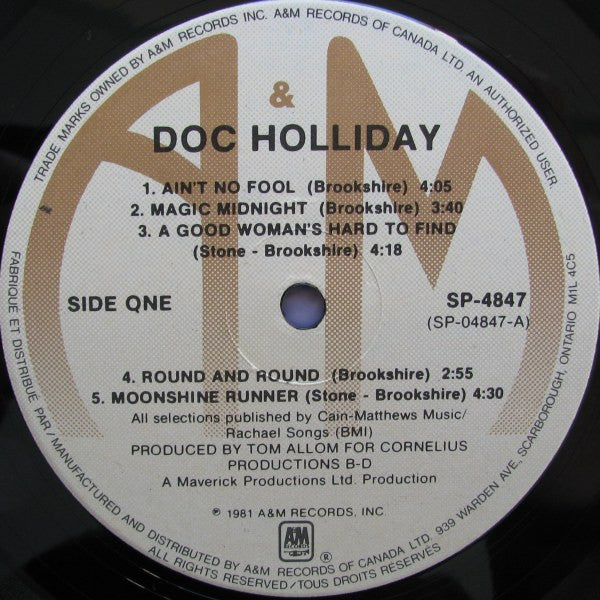 TRADE MARKS OWNED BY A&M RECORDS INC. A&M RECORDS OF CANADA LTD. AN AUTHORIZED USER
&
DOC HOLLIDAY
1. AIN'T NO FOOL (Brookshire) 4:05
2. MAGIC MIDNIGHT (Brookshire) 3:40
3. A GOOD WOMAN'S HARD TO FIND
(Stone - Brookshire) 4:18
SIDE ONE
SP-4847
(SP-04847-A)
4. ROUND AND ROUND (Brookshire) 2:55
5. MOONSHINE RUNNER (Stone - Brookshire) 4:30
All selections published by Cain-Matthews Music/
Rachael Songs (BMI)
PRODUCED BY TOM ALLOM FOR CORNELIUS
PRODUCTIONS B-D
A Maverick Productions Ltd. Production
℗ 1981 A&M RECORDS, INC.
A&M
RECORDS
®
FABRIQUÉ ET DISTRIBUÉ PAR/MANUFACTURED AND DISTRIBUTED BY A&M RECORDS OF CANADA LTD. 939 WARDEN AVE, SCARBOROUGH, ONTARIO M1L 4C5
ALL RIGHTS RESERVED/TOUS DROITS RESERVÉS